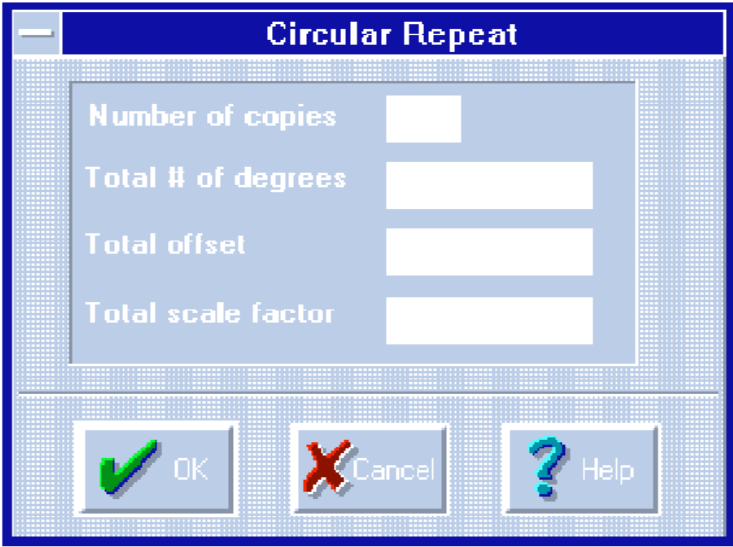 Circular Repeat
Number of copies
Total # of degrees
Total offset
Total scale factor
OK Cancel Help